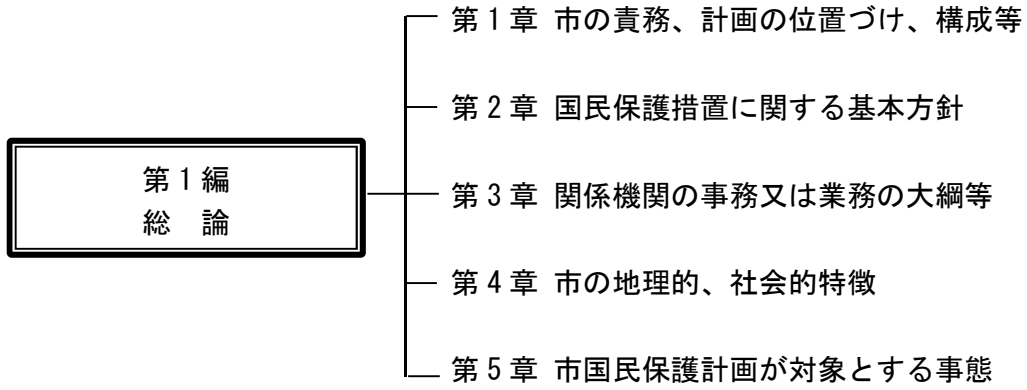 第1編
総　論
第1章 市の責務、計画の位置づけ、構成等
第2章 国民保護措置に関する基本方針
第3章 関係機関の事務又は業務の大綱等
第4章 市の地理的、社会的特徴
第5章 市国民保護計画が対象とする事態